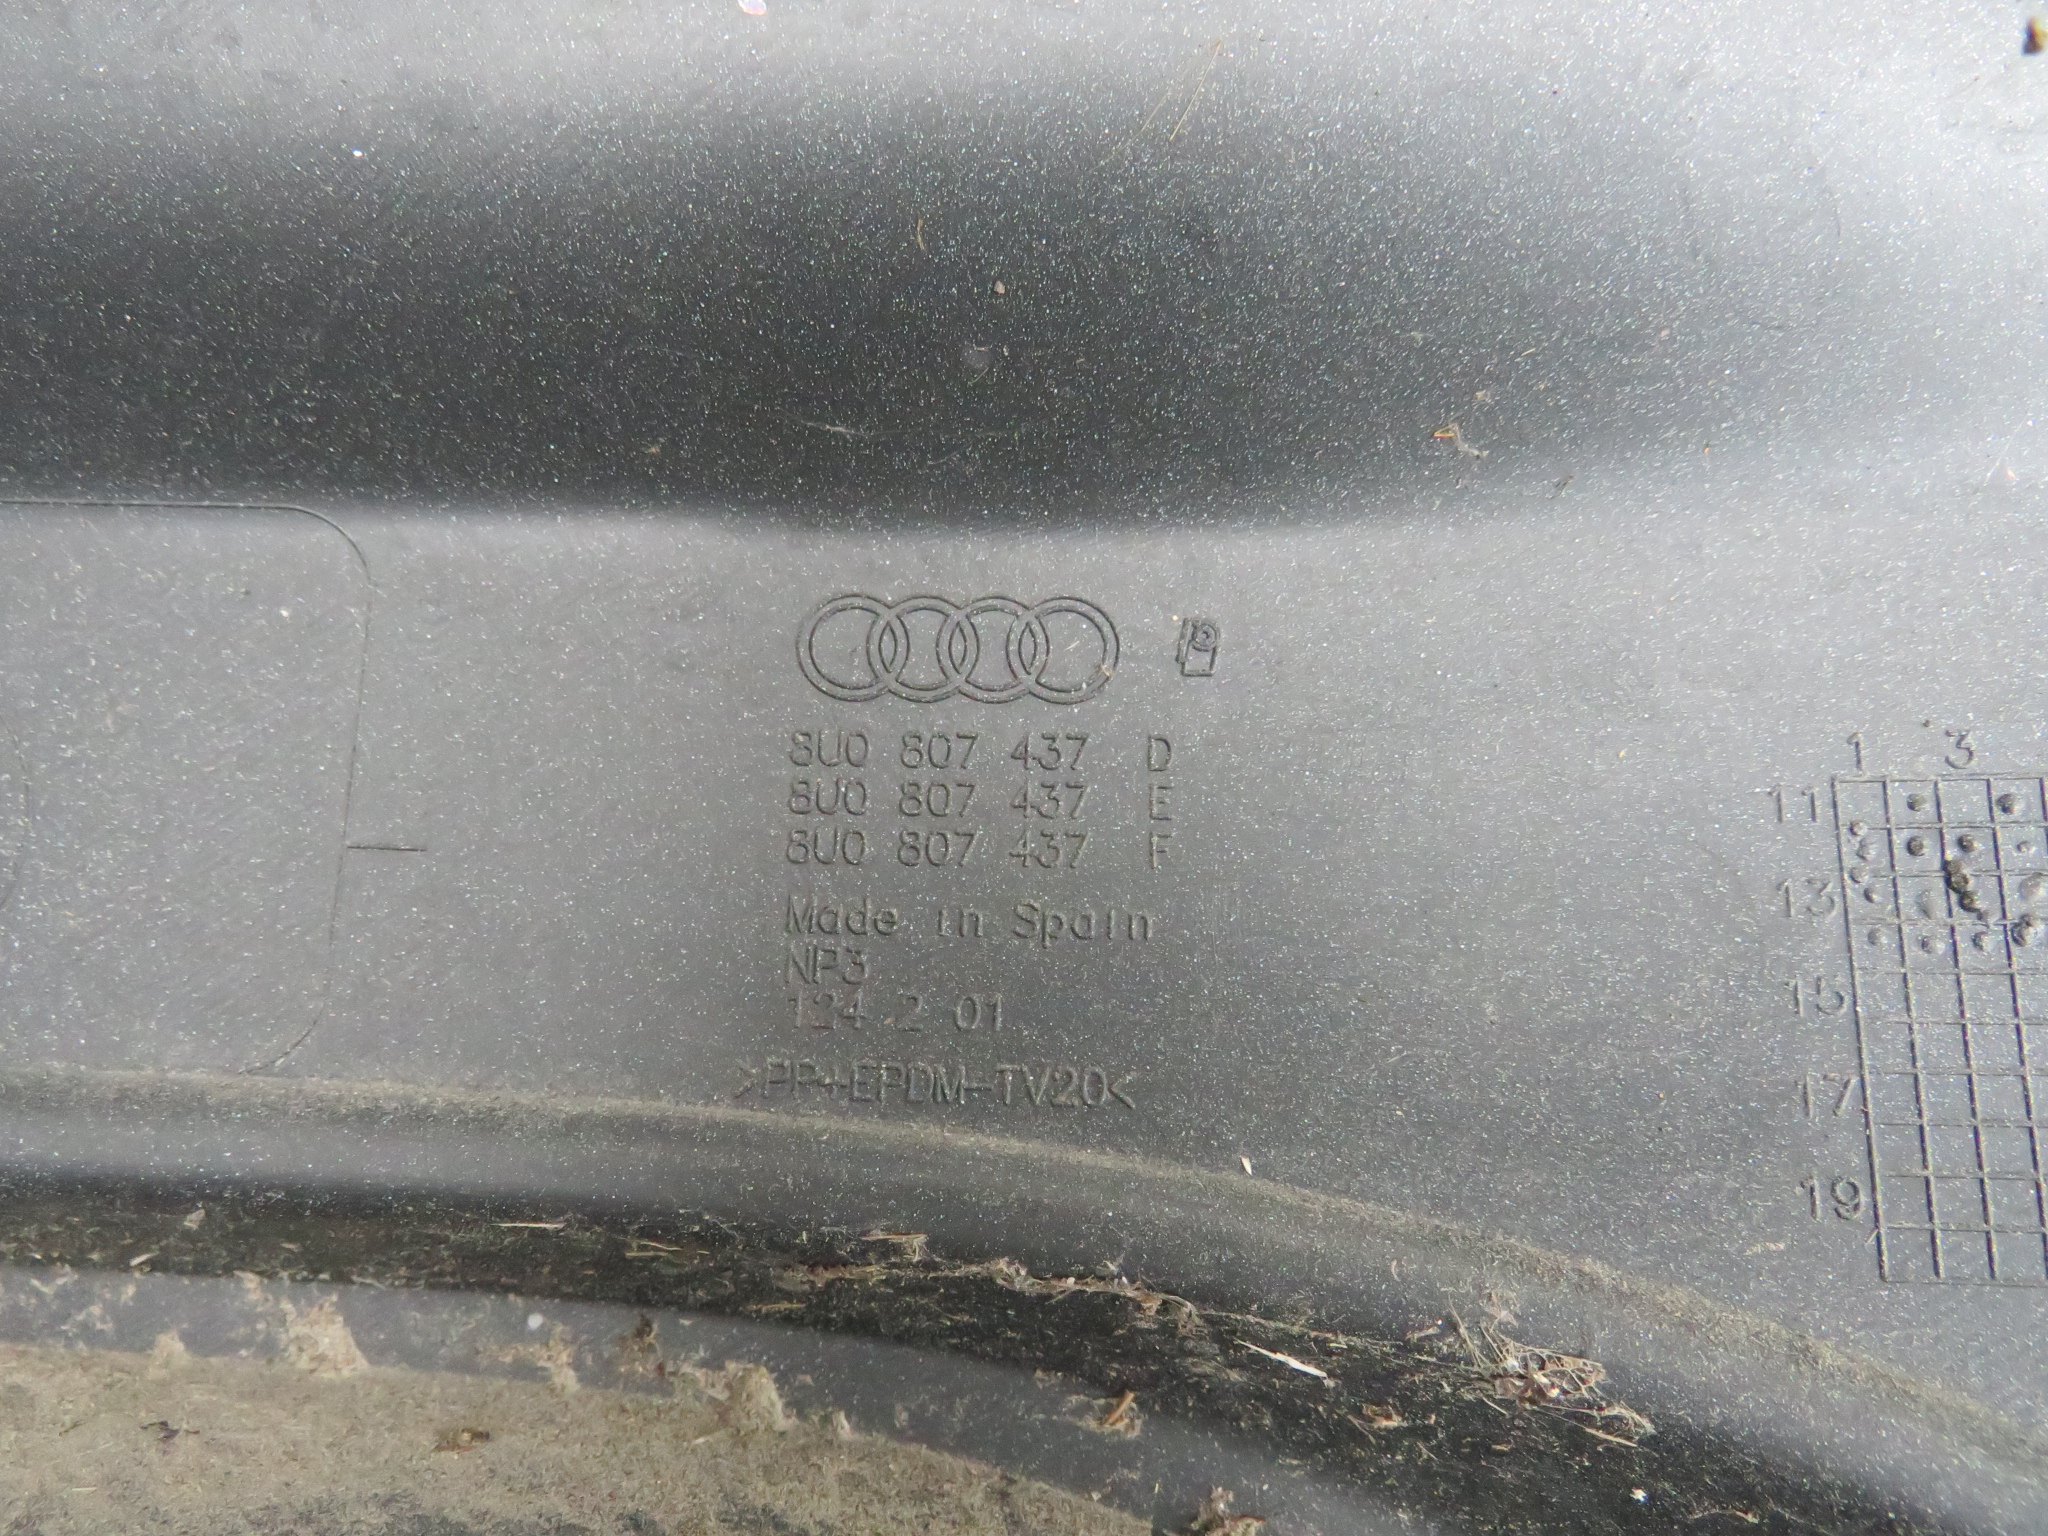 8U0 807 437 D
8U0 807 437 E
8U0 807 437 F
Made in Spain
NP3
124 2 01
>PP+EPDM-TV20<
1 3
11
13
15
17
19